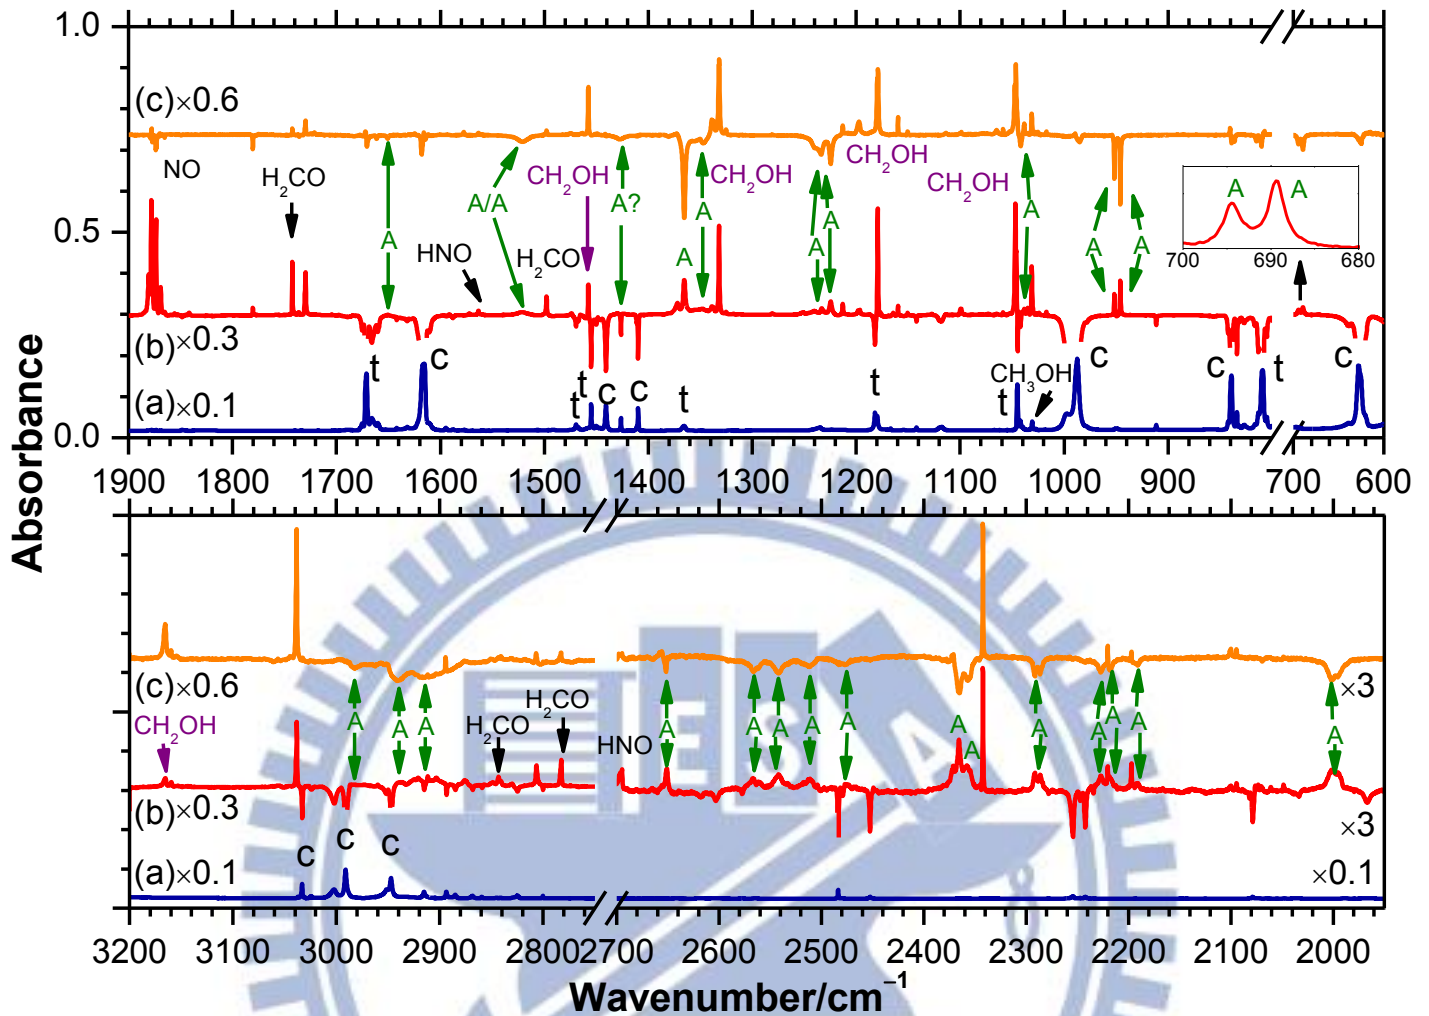 1.0
(c)×0.6
NO
H2CO
A
A/A
HNO
H2CO
CH2OH
A?
A
A
CH2OH
CH2OH
A
A
CH2OH
A
A
A
A
A
700
690
680
0.5
(b)×0.3
t
c
t
t
c
c
t
t
t
CH3OH
c
c
t
c
(a)×0.1
0.0
1900
1800
1700
1600
1500
1400
1300
1200
1100
1000
900
700
600
Absorbance
(c)×0.6
×3
CH2OH
A
A
A
H2CO
H2CO
HNO
A
A
A
A
A
A
A
A
A
A
A
A
(b)×0.3
×3
c
c
c
(a)×0.1
×0.1
E
S
A
8
3200
3100
3000
2900
2800
2700
2600
2500
2400
2300
2200
2100
2000
Wavenumber/cm–1